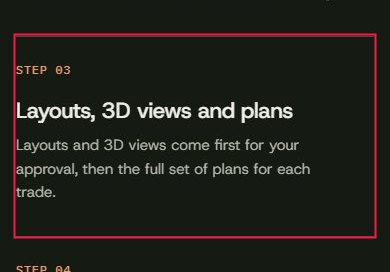 STEP 03
Layouts, 3D views and plans
Layouts and 3D views come first for your
approval, then the full set of plans for each
trade.
STEP 04